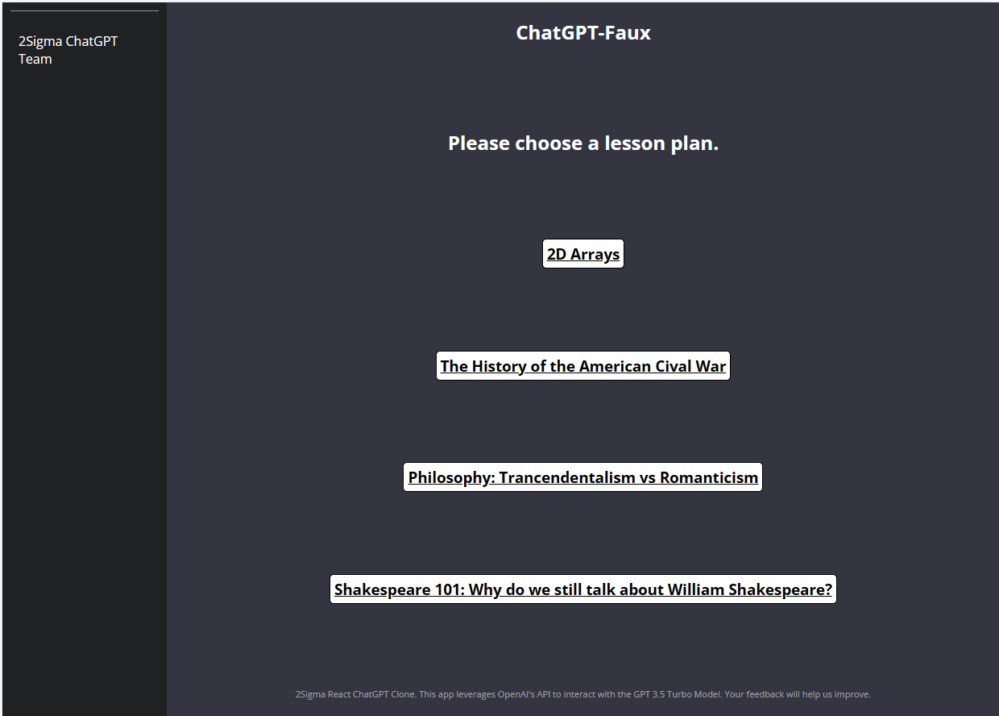 2Sigma ChatGPT
Team
ChatGPT-Faux
Please choose a lesson plan.
2D Arrays
The History of the American Cival War
Philosophy: Trancendentalism vs Romanticism
Shakespeare 101: Why do we still talk about William Shakespeare?
2Sigma React ChatGPT Clone. This app leverages OpenAI's API to interact with the GPT 3.5 Turbo Model. Your feedback will help us improve.